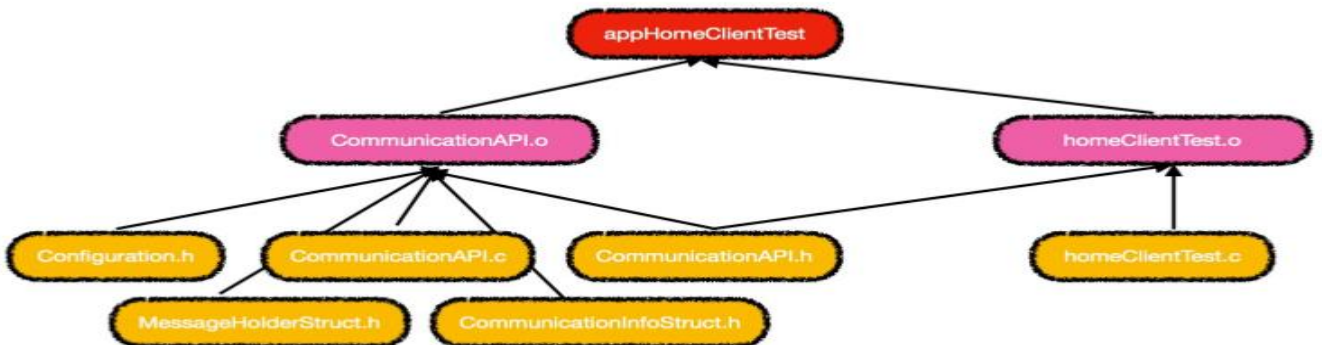 appHomeClientTest
CommunicationAPI.o
homeClientTest.o
Configuration.h
CommunicationAPI.c
CommunicationAPI.h
homeClientTest.c
MessageHolderStruct.h
CommunicationInfoStruct.h